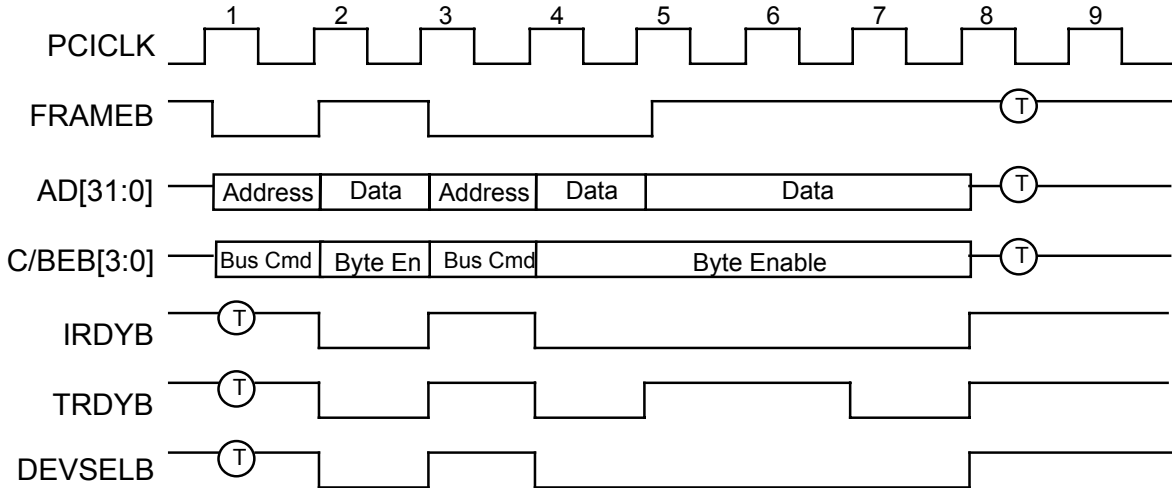 1 2 3 4 5 6 7 8 9
PCICLK
FRAMEB T
AD[31:0] Address Data Address Data Data T
C/BEB[3:0] Bus Cmd Byte En Bus Cmd Byte Enable T
IRDYB T
TRDYB T
DEVSELB T